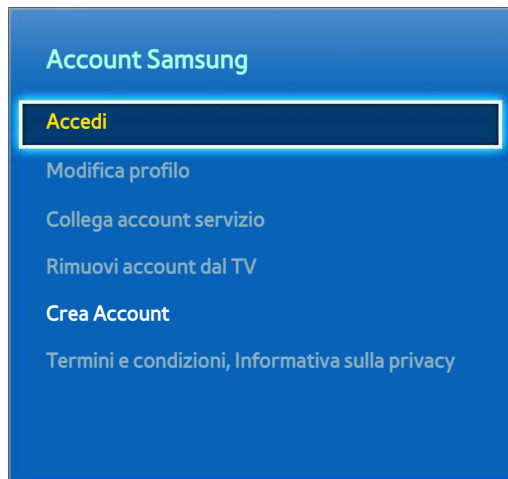 Account Samsung
Accedi
Modifica profilo
Collega account servizio
Rimuovi account dal TV
Crea Account
Termini e condizioni, Informativa sulla privacy